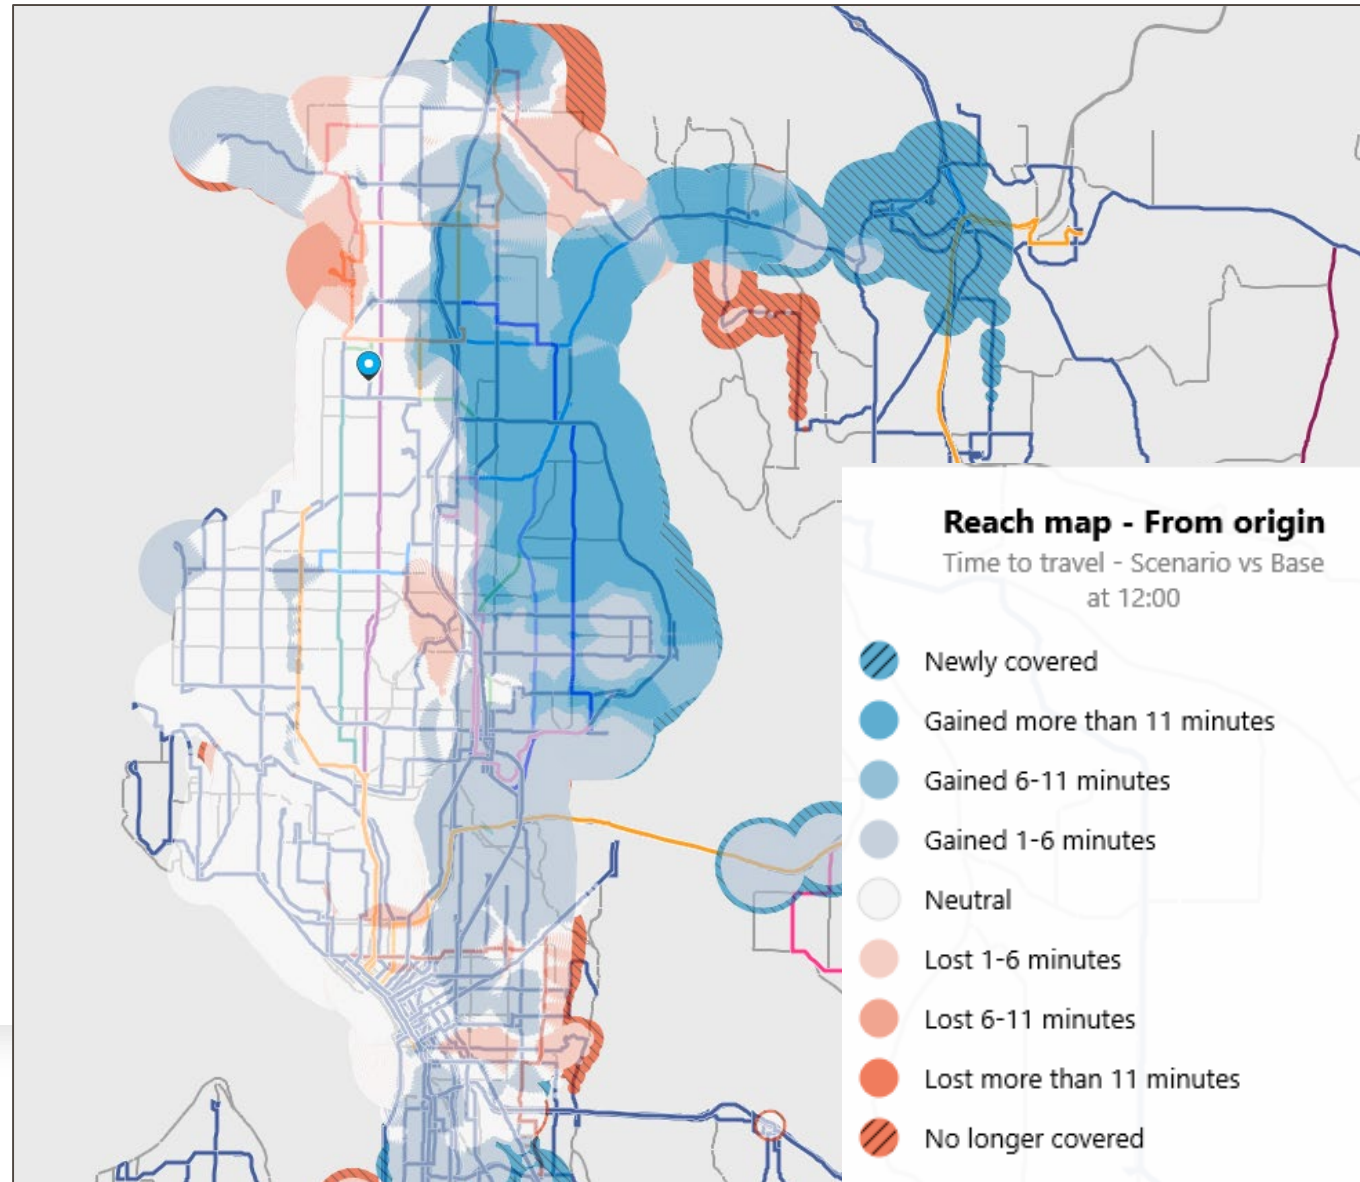 Reach map - From origin
Time to travel - Scenario vs Base
at 12:00
Newly covered
Gained more than 11 minutes
Gained 6-11 minutes
Gained 1-6 minutes
Neutral
Lost 1-6 minutes
Lost 6-11 minutes
Lost more than 11 minutes
No longer covered